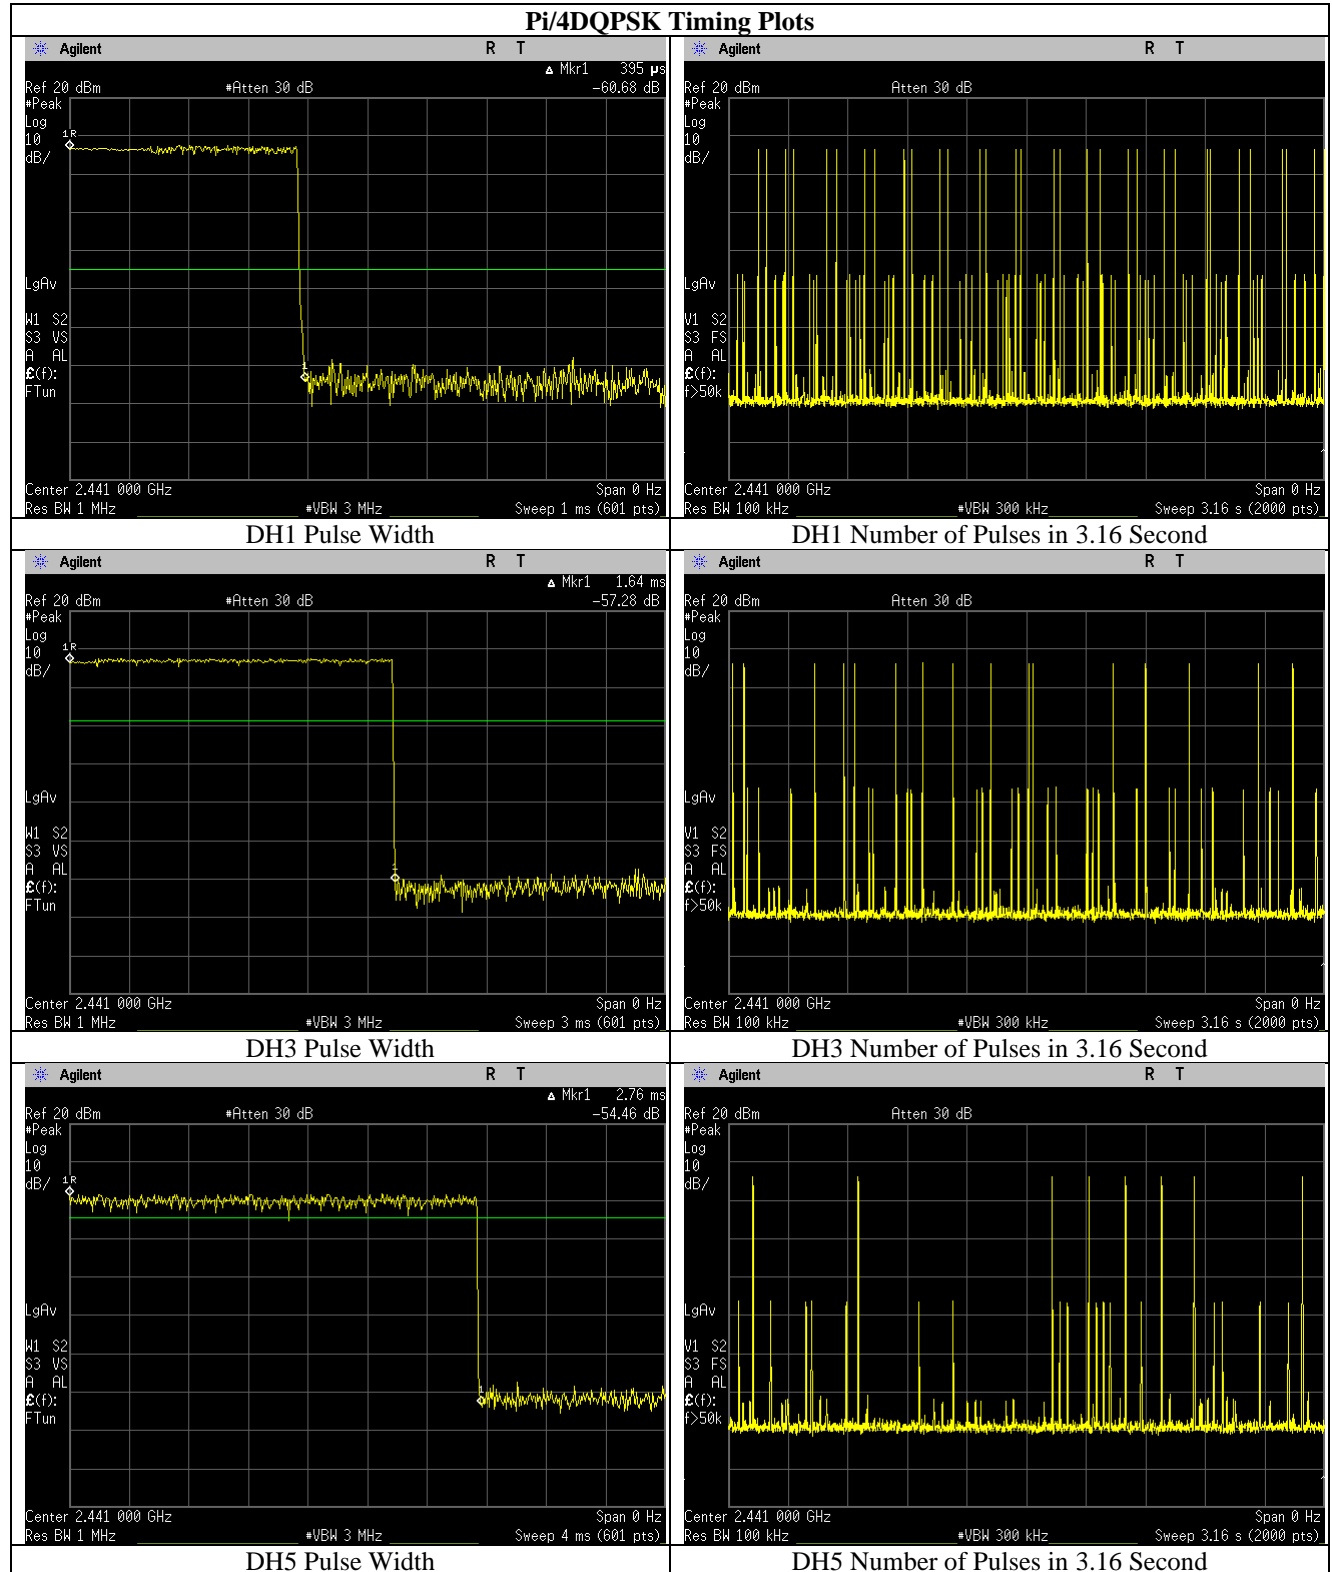 Pi/4DQPSK Timing Plots
Agilent R T
Δ Mkr1 395 µs
Ref 20 dBm #Atten 30 dB -60.68 dB
#Peak
Log
10
dB/
1R
LgAv
W1 S2
S3 VS
A AL
£(f):
FTun
1
Center 2.441 000 GHz Span 0 Hz
Res BW 1 MHz #VBW 3 MHz Sweep 1 ms (601 pts)
DH1 Pulse Width
Agilent R T
Ref 20 dBm Atten 30 dB
#Peak
Log
10
dB/
LgAv
V1 S2
S3 FS
A AL
£(f):
f>50k
Center 2.441 000 GHz Span 0 Hz
Res BW 100 kHz #VBW 300 kHz Sweep 3.16 s (2000 pts)
DH1 Number of Pulses in 3.16 Second
Agilent R T
Δ Mkr1 1.64 ms
Ref 20 dBm #Atten 30 dB -57.28 dB
#Peak
Log
10
dB/
1R
LgAv
W1 S2
S3 VS
A AL
£(f):
FTun
1
Center 2.441 000 GHz Span 0 Hz
Res BW 1 MHz #VBW 3 MHz Sweep 3 ms (601 pts)
DH3 Pulse Width
Agilent R T
Ref 20 dBm Atten 30 dB
#Peak
Log
10
dB/
LgAv
V1 S2
S3 FS
A AL
£(f):
f>50k
Center 2.441 000 GHz Span 0 Hz
Res BW 100 kHz #VBW 300 kHz Sweep 3.16 s (2000 pts)
DH3 Number of Pulses in 3.16 Second
Agilent R T
Δ Mkr1 2.76 ms
Ref 20 dBm #Atten 30 dB -54.46 dB
#Peak
Log
10
dB/
1R
LgAv
W1 S2
S3 VS
A AL
£(f):
FTun
1
Center 2.441 000 GHz Span 0 Hz
Res BW 1 MHz #VBW 3 MHz Sweep 4 ms (601 pts)
DH5 Pulse Width
Agilent R T
Ref 20 dBm Atten 30 dB
#Peak
Log
10
dB/
LgAv
V1 S2
S3 FS
A AL
£(f):
f>50k
Center 2.441 000 GHz Span 0 Hz
Res BW 100 kHz #VBW 300 kHz Sweep 3.16 s (2000 pts)
DH5 Number of Pulses in 3.16 Second